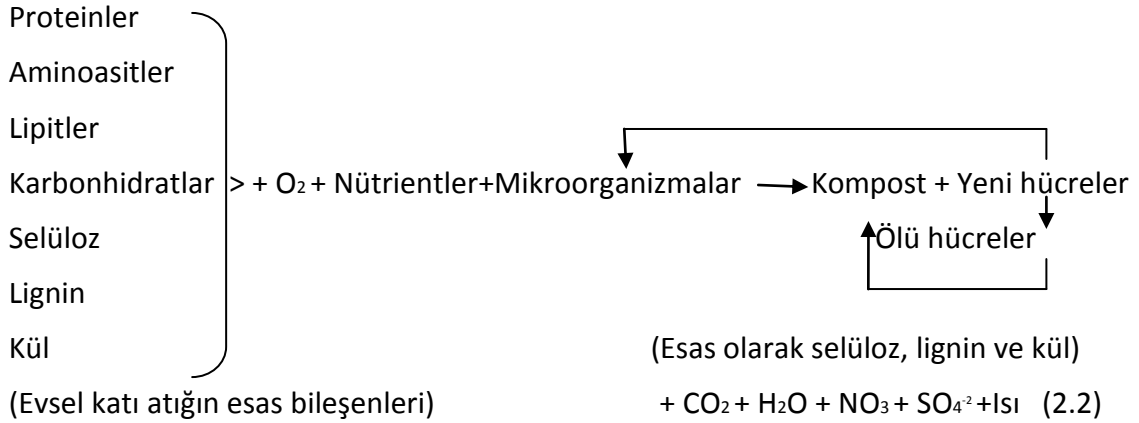 Proteinler
Aminoasitler
Lipitler
Karbonhidratlar > + O₂ + Nütrientler+Mikroorganizmalar → Kompost + Yeni hücreler
Selüloz Ölü hücreler
Lignin
Kül (Esas olarak selüloz, lignin ve kül)
(Evsel katı atığın esas bileşenleri) + CO₂ + H₂O + NO₃ + SO₄⁻² +Isı (2.2)